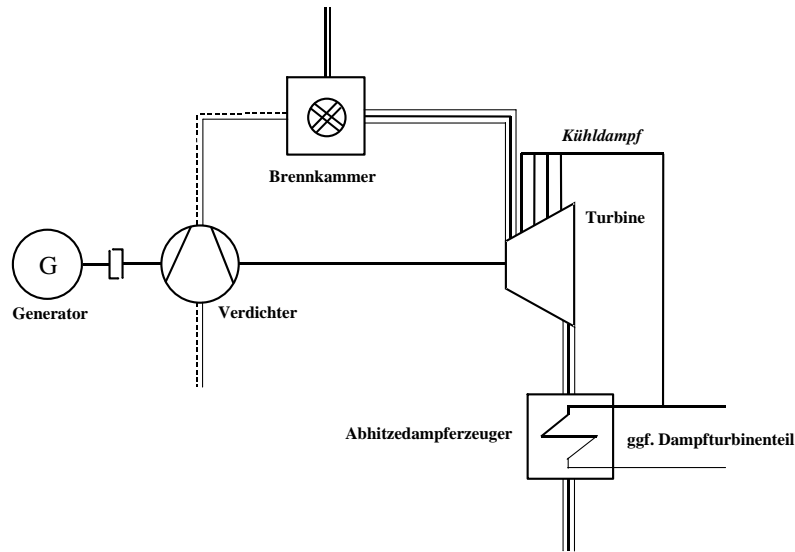 Kühldampf
Brennkammer
Turbine
G
Generator
Verdichter
Abhitzedampferzeuger
ggf. Dampfturbinenteil